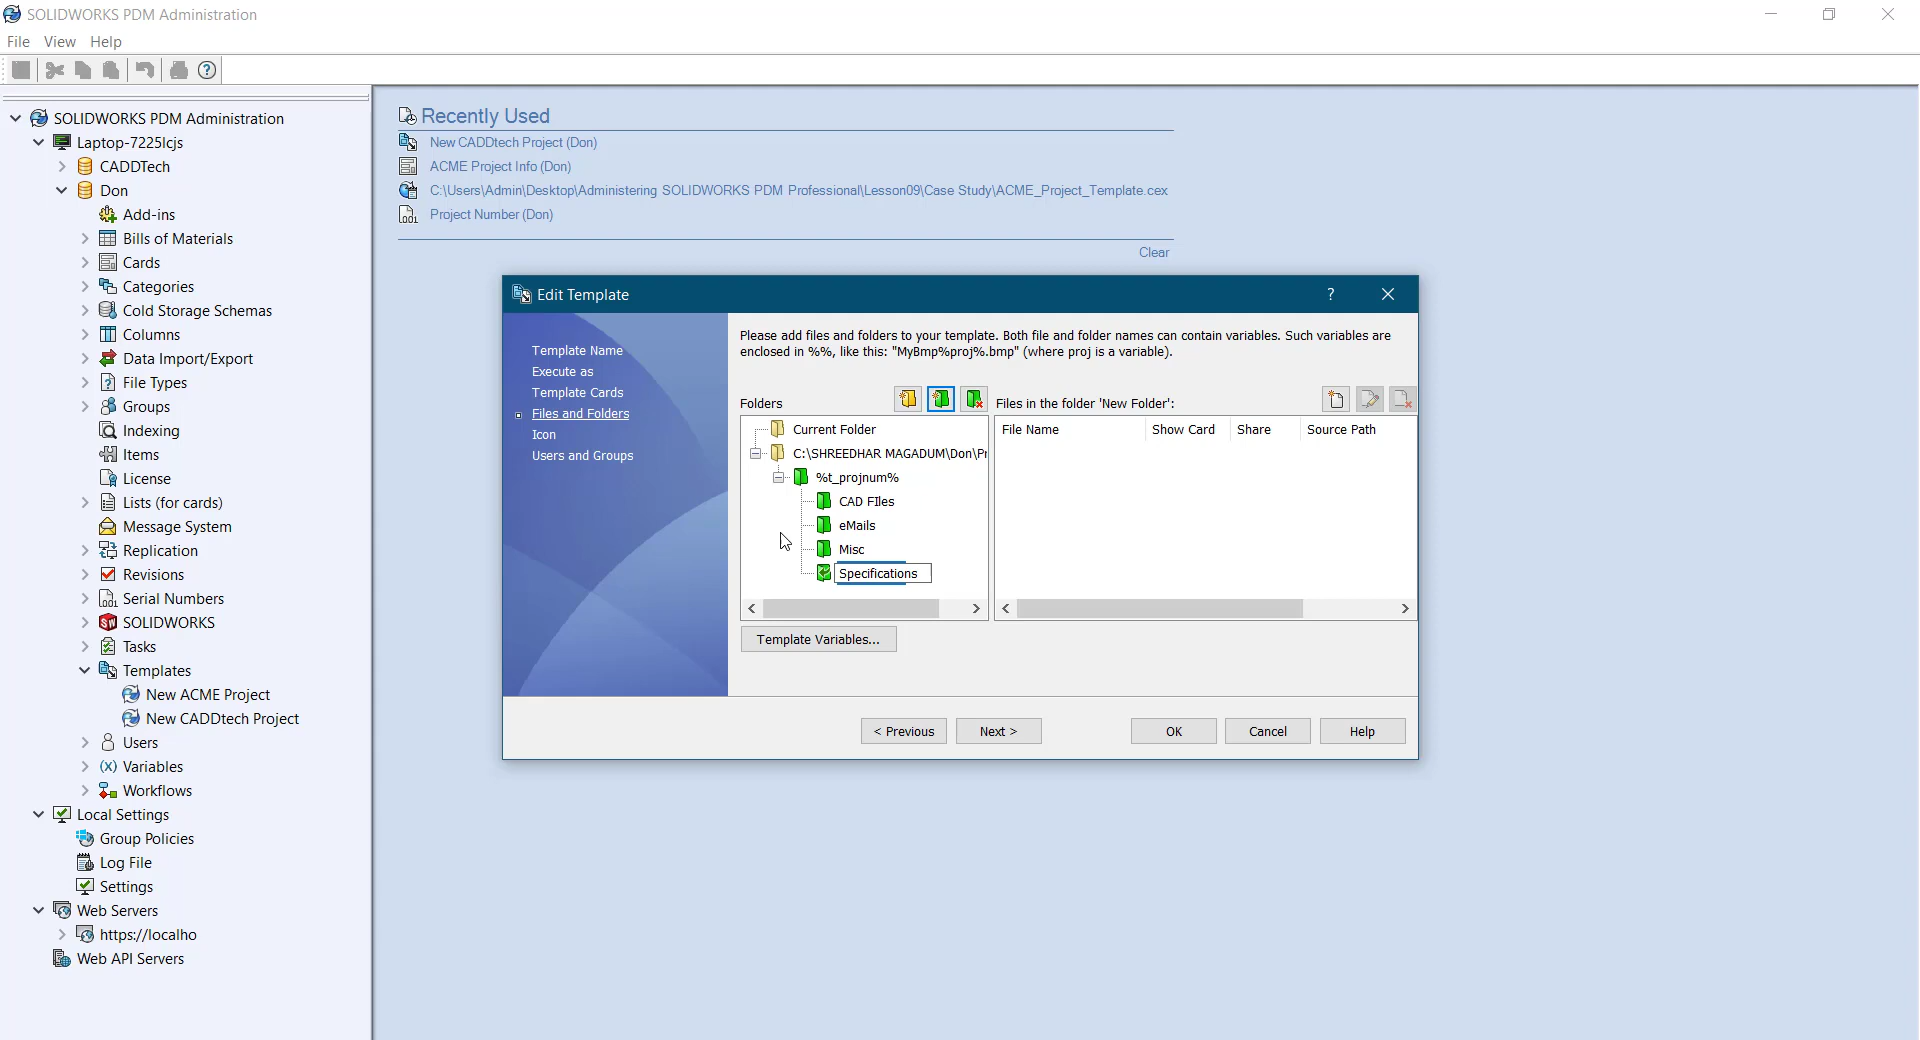 SOLIDWORKS PDM Administration
File View Help
SOLIDWORKS PDM Administration
Laptop-7225lcjs
CADDTech
Don
Add-ins
Bills of Materials
Cards
Categories
Cold Storage Schemas
Columns
Data Import/Export
File Types
Groups
Indexing
Items
License
Lists (for cards)
Message System
Replication
Revisions
Serial Numbers
SOLIDWORKS
Tasks
Templates
New ACME Project
New CADDtech Project
Users
Variables
Workflows
Local Settings
Group Policies
Log File
Settings
Web Servers
https://localho
Web API Servers
Recently Used
New CADDtech Project (Don)
ACME Project Info (Don)
C:\Users\Admin\Desktop\Administering SOLIDWORKS PDM Professional\Lesson09\Case Study\ACME_Project_Template.cex
Project Number (Don)
Clear
Edit Template
Template Name
Execute as
Template Cards
Files and Folders
Icon
Users and Groups
Please add files and folders to your template. Both file and folder names can contain variables. Such variables are
enclosed in %%, like this: "MyBmp%proj%.bmp" (where proj is a variable).
Folders
Current Folder
C:\SHREEDHAR MAGADUM\Don\Pr
%t_projnum%
CAD FIles
eMails
Misc
Specifications
Files in the folder 'New Folder':
File Name Show Card Share Source Path
Template Variables...
< Previous Next > OK Cancel Help